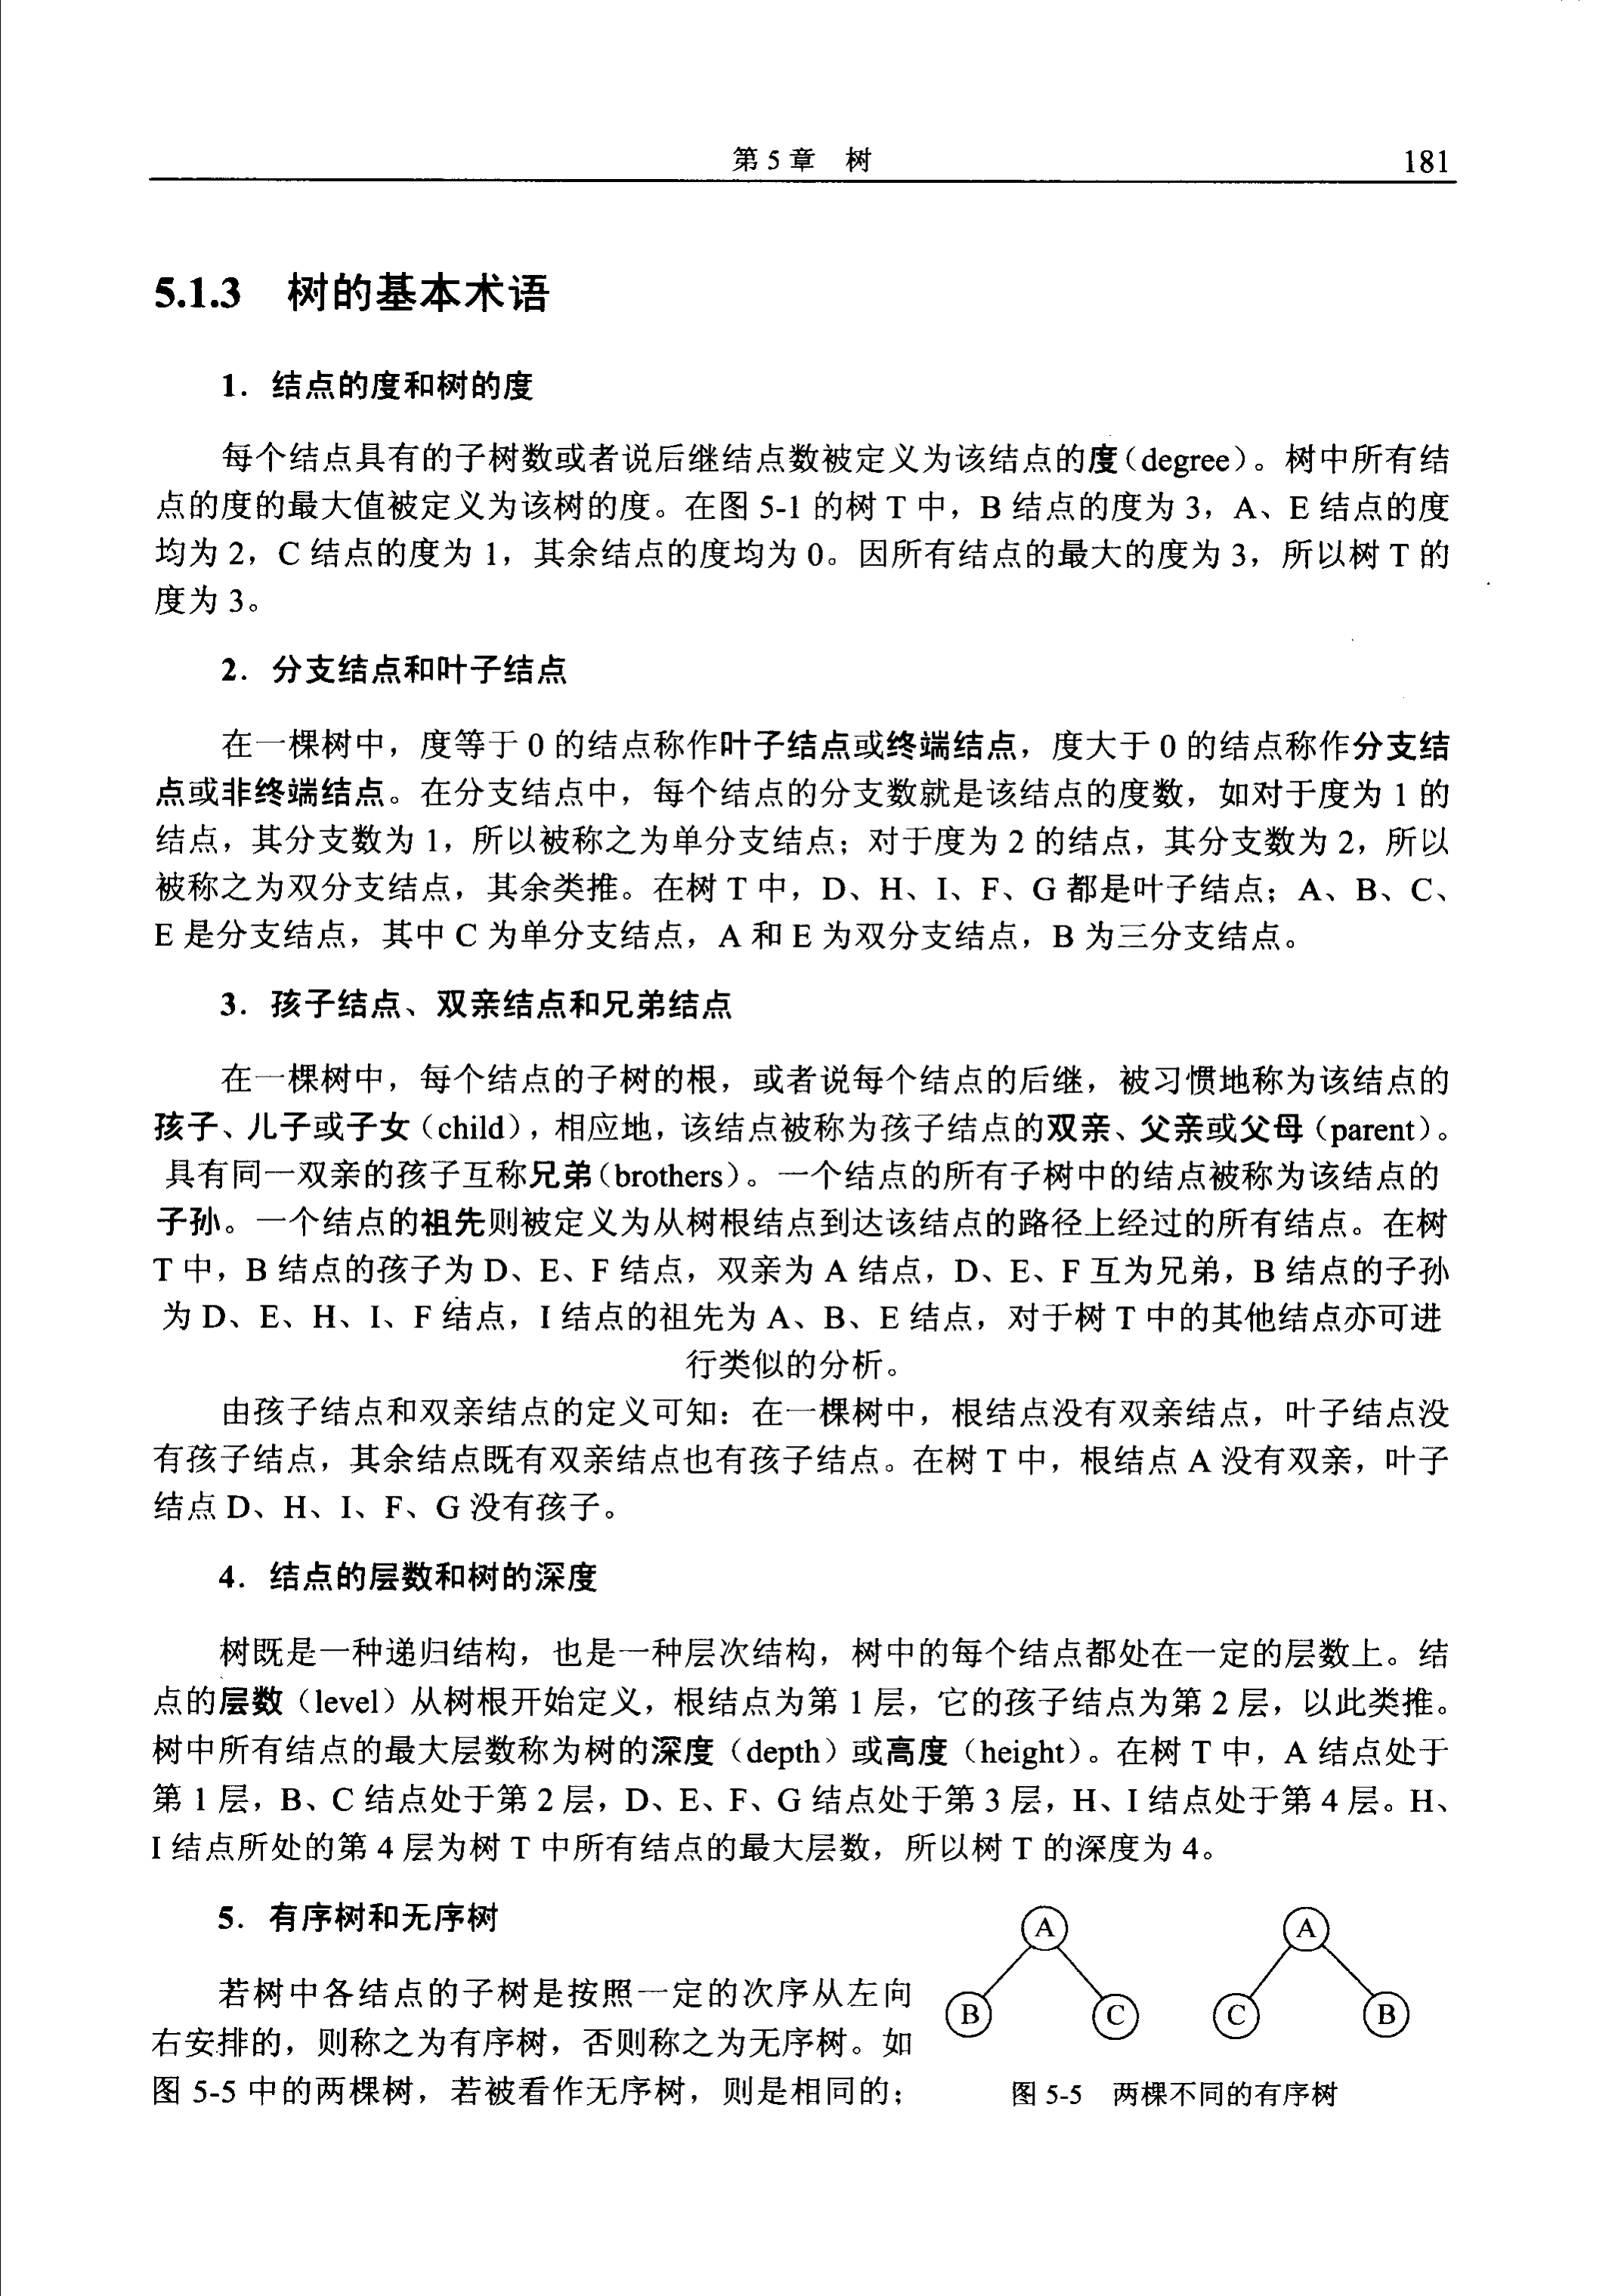 第 5 章　树
181
5.1.3　树的基本术语
1．结点的度和树的度
每个结点具有的子树数或者说后继结点数被定义为该结点的度（degree）。树中所有结
点的度的最大值被定义为该树的度。在图 5-1 的树 T 中，B 结点的度为 3，A、E 结点的度
均为 2，C 结点的度为 1，其余结点的度均为 0。因所有结点的最大的度为 3，所以树 T 的
度为 3。
2．分支结点和叶子结点
在一棵树中，度等于 0 的结点称作叶子结点或终端结点，度大于 0 的结点称作分支结
点或非终端结点。在分支结点中，每个结点的分支数就是该结点的度数，如对于度为 1 的
结点，其分支数为 1，所以被称之为单分支结点；对于度为 2 的结点，其分支数为 2，所以
被称之为双分支结点，其余类推。在树 T 中，D、H、I、F、G 都是叶子结点；A、B、C、
E 是分支结点，其中 C 为单分支结点，A 和 E 为双分支结点，B 为三分支结点。
3．孩子结点、双亲结点和兄弟结点
在一棵树中，每个结点的子树的根，或者说每个结点的后继，被习惯地称为该结点的
孩子、儿子或子女（child），相应地，该结点被称为孩子结点的双亲、父亲或父母（parent）。
具有同一双亲的孩子互称兄弟（brothers）。一个结点的所有子树中的结点被称为该结点的
子孙。一个结点的祖先则被定义为从树根结点到达该结点的路径上经过的所有结点。在树
T 中，B 结点的孩子为 D、E、F 结点，双亲为 A 结点，D、E、F 互为兄弟，B 结点的子孙
为 D、E、H、I、F 结点，I 结点的祖先为 A、B、E 结点，对于树 T 中的其他结点亦可进
行类似的分析。
由孩子结点和双亲结点的定义可知：在一棵树中，根结点没有双亲结点，叶子结点没
有孩子结点，其余结点既有双亲结点也有孩子结点。在树 T 中，根结点 A 没有双亲，叶子
结点 D、H、I、F、G 没有孩子。
4．结点的层数和树的深度
树既是一种递归结构，也是一种层次结构，树中的每个结点都处在一定的层数上。结
点的层数（level）从树根开始定义，根结点为第 1 层，它的孩子结点为第 2 层，以此类推。
树中所有结点的最大层数称为树的深度（depth）或高度（height）。在树 T 中，A 结点处于
第 1 层，B、C 结点处于第 2 层，D、E、F、G 结点处于第 3 层，H、I 结点处于第 4 层。H、
I 结点所处的第 4 层为树 T 中所有结点的最大层数，所以树 T 的深度为 4。
5．有序树和无序树
若树中各结点的子树是按照一定的次序从左向
右安排的，则称之为有序树，否则称之为无序树。如
图 5-5 中的两棵树，若被看作无序树，则是相同的；
A
A
B
C
C
B
图 5-5　两棵不同的有序树